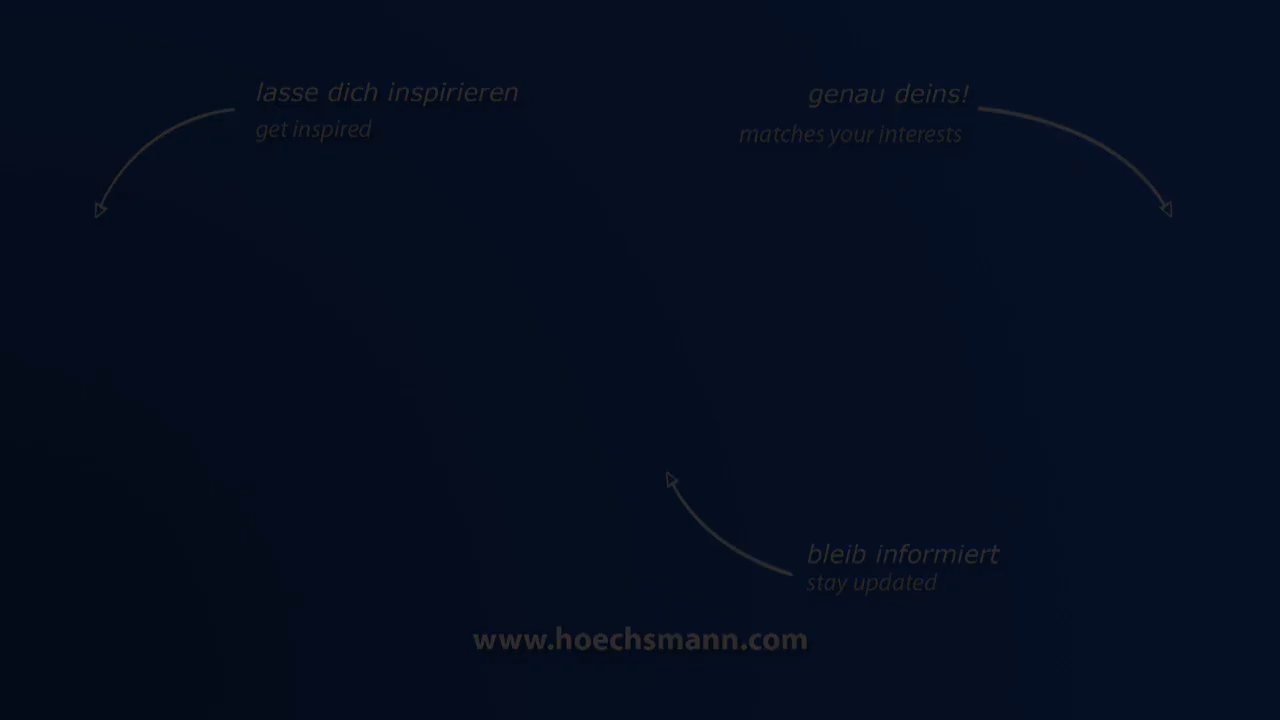 lasse dich inspirieren
get inspired
genau deins!
matches your interests
bleib informiert
stay updated
www.hoechsmann.com